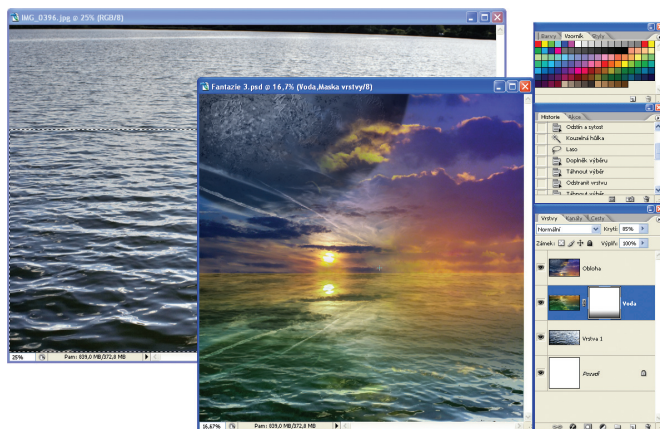 IMG_0396.jpg @ 25% (RGB/8)
25%
Pam: 839,0 MB/372,8 MB
Fantazie 3.psd @ 16,7% (Voda,Maska vrstvy/8)
16,67%
Pam: 839,0 MB/372,8 MB
Barvy Vzorník Styly
Historie Akce
Odstín a sytost
Kouzelná hůlka
Laso
Doplněk výběru
Táhnout výběr
Odstranit vrstvu
Táhnout výběr
Vrstvy Kanály Cesty
Normální
Krytí: 85%
Zámek:
Výplň: 100%
Obloha
Voda
Vrstva 1
Pozadí